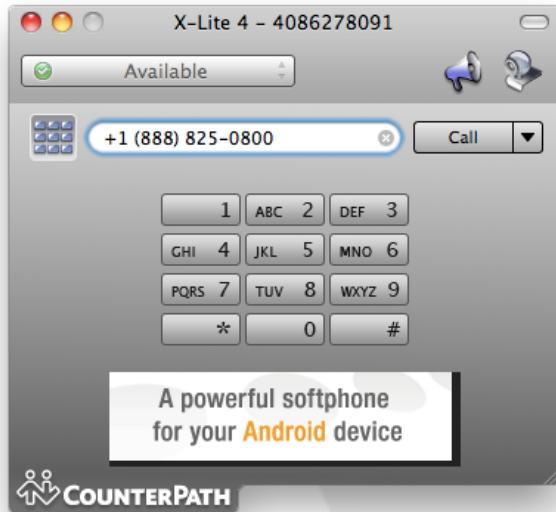 X-Lite 4 – 4086278091
Available
+1 (888) 825-0800
Call
1 ABC 2 DEF 3
GHI 4 JKL 5 MNO 6
PQRS 7 TUV 8 WXYZ 9
* 0 #
A powerful softphone
for your Android device
COUNTERPATH